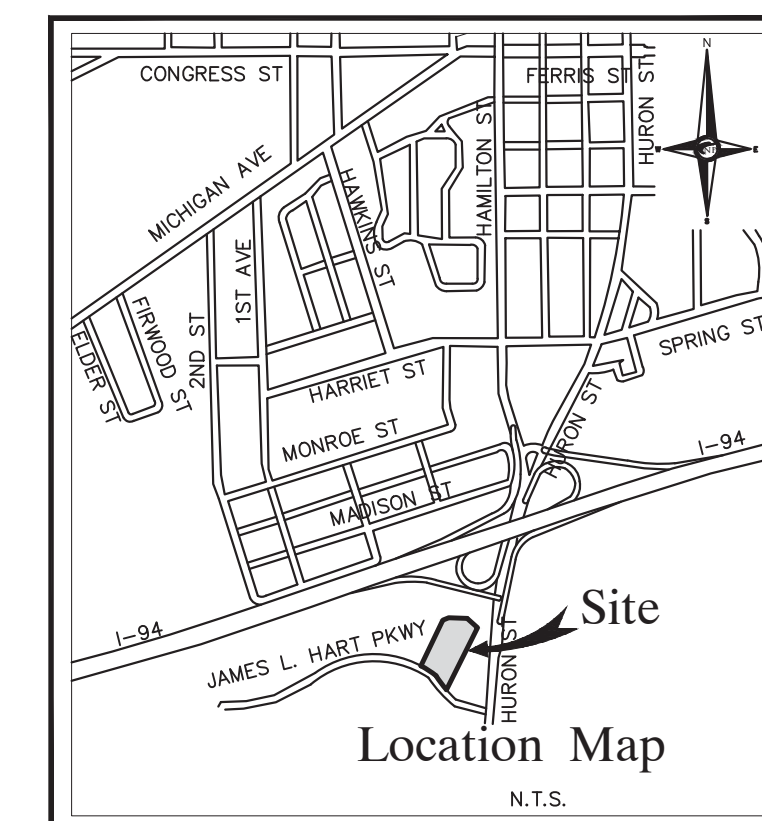 CONGRESS ST
FERRIS ST
HURON ST
N
W
E
S
MICHIGAN AVE
HAWKINS ST
HAMILTON ST
1ST AVE
2ND ST
FIRWOOD ST
ELDER ST
SPRING ST
HARRIET ST
MONROE ST
HURON ST
I-94
MADISON ST
I-94
Site
JAMES L. HART PKWY
HURON ST
Location Map
N.T.S.